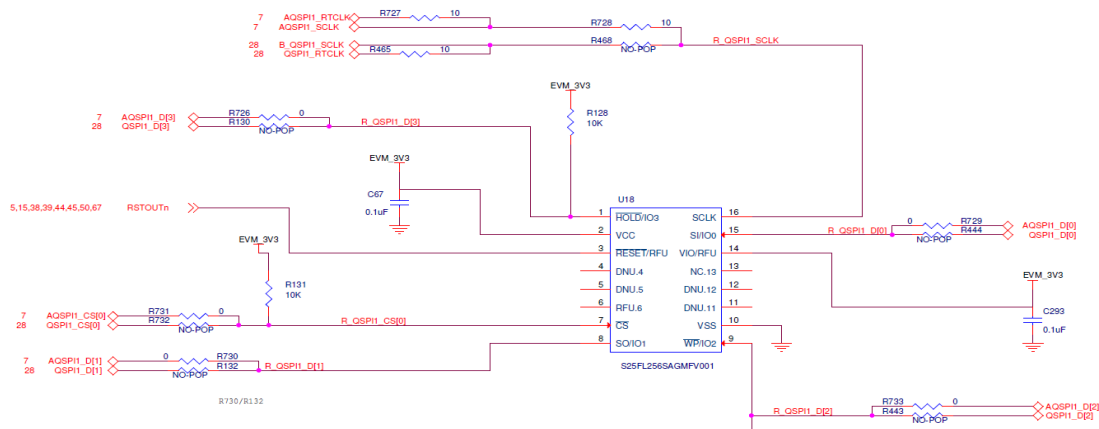 7 AQSPI1_RTCLK R727 10
7 AQSPI1_SCLK R728 10
28 B_QSPI1_SCLK R468 R_QSPI1_SCLK
28 QSPI1_RTCLK R465 10 NO-POP
EVM_3V3
7 AQSPI1_D[3] R726 0 R128
28 QSPI1_D[3] R130 R_QSPI1_D[3] 10K
NO-POP
EVM_3V3
C67 U18
5,15,38,39,44,45,50,67 RSTOUTn 0.1uF
1 HOLD/IO3 SCLK 16
2 VCC SI/IO0 15 R_QSPI1_D[0] 0 R729 AQSPI1_D[0]
R444 QSPI1_D[0]
NO-POP
3 RESET/RFU VIO/RFU 14
EVM_3V3
4 DNU.4 NC.13 13
EVM_3V3
R131 5 DNU.5 DNU.12 12
10K 6 RFU.6 DNU.11 11
7 AQSPI1_CS[0] R731 0 C293
28 QSPI1_CS[0] R732 R_QSPI1_CS[0] 7 CS VSS 10 0.1uF
NO-POP
8 SO/IO1 WP/IO2 9
7 AQSPI1_D[1] 0 R730
28 QSPI1_D[1] R132 R_QSPI1_D[1] S25FL256SAGMFV001
NO-POP
R730/R132
R733 0 AQSPI1_D[2]
R_QSPI1_D[2] R443 QSPI1_D[2]
NO-POP